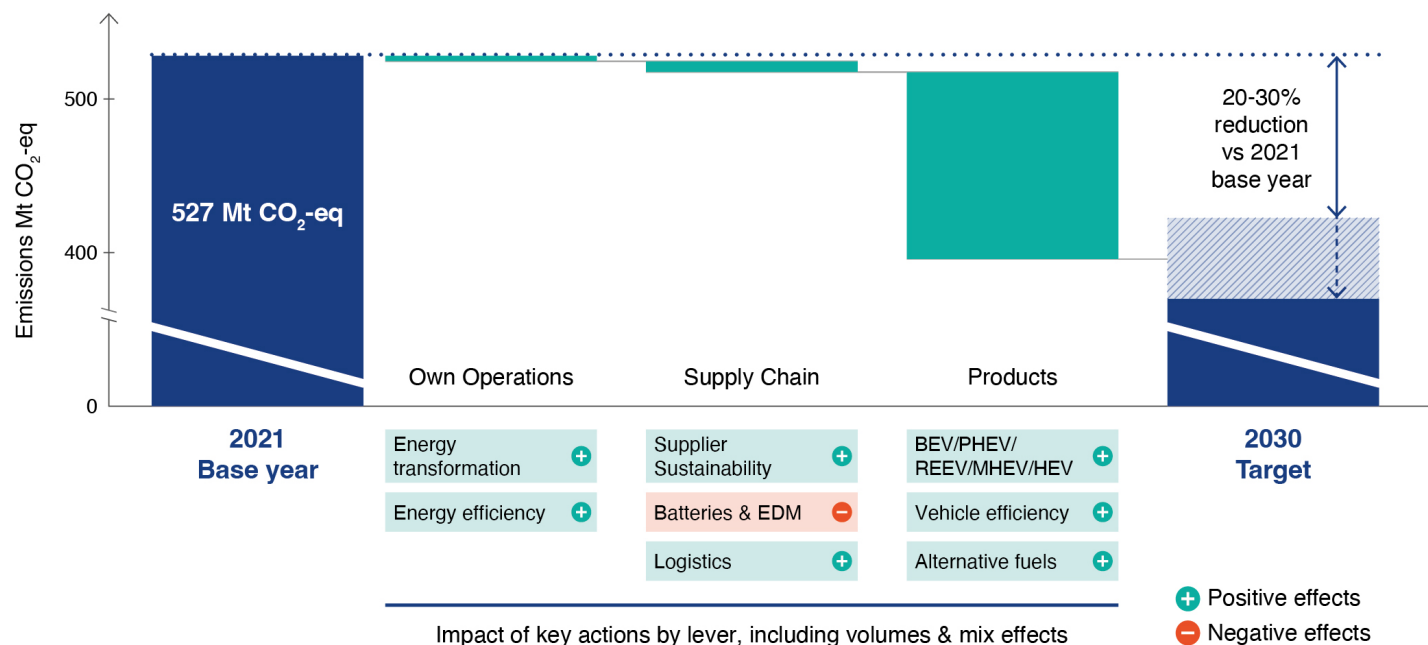 Emissions Mt CO₂-eq
500
400
0
527 Mt CO₂-eq
20-30%
reduction
vs 2021
base year
Own Operations
Supply Chain
Products
2021
Base year
Energy
transformation
Energy efficiency
Supplier
Sustainability
Batteries & EDM
Logistics
BEV/PHEV/
REEV/MHEV/HEV
Vehicle efficiency
Alternative fuels
2030
Target
Impact of key actions by lever, including volumes & mix effects
Positive effects
Negative effects